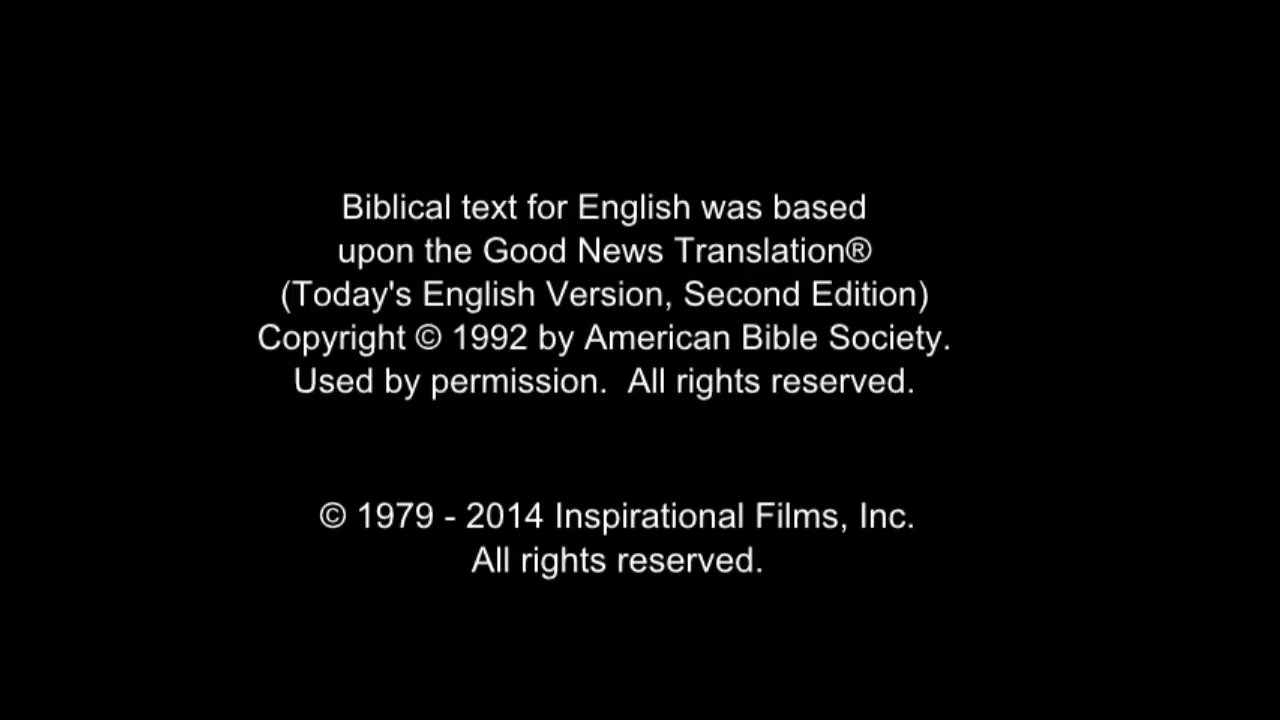 Biblical text for English was based
upon the Good News Translation®
(Today's English Version, Second Edition)
Copyright © 1992 by American Bible Society.
Used by permission.  All rights reserved.
© 1979 - 2014 Inspirational Films, Inc.
All rights reserved.